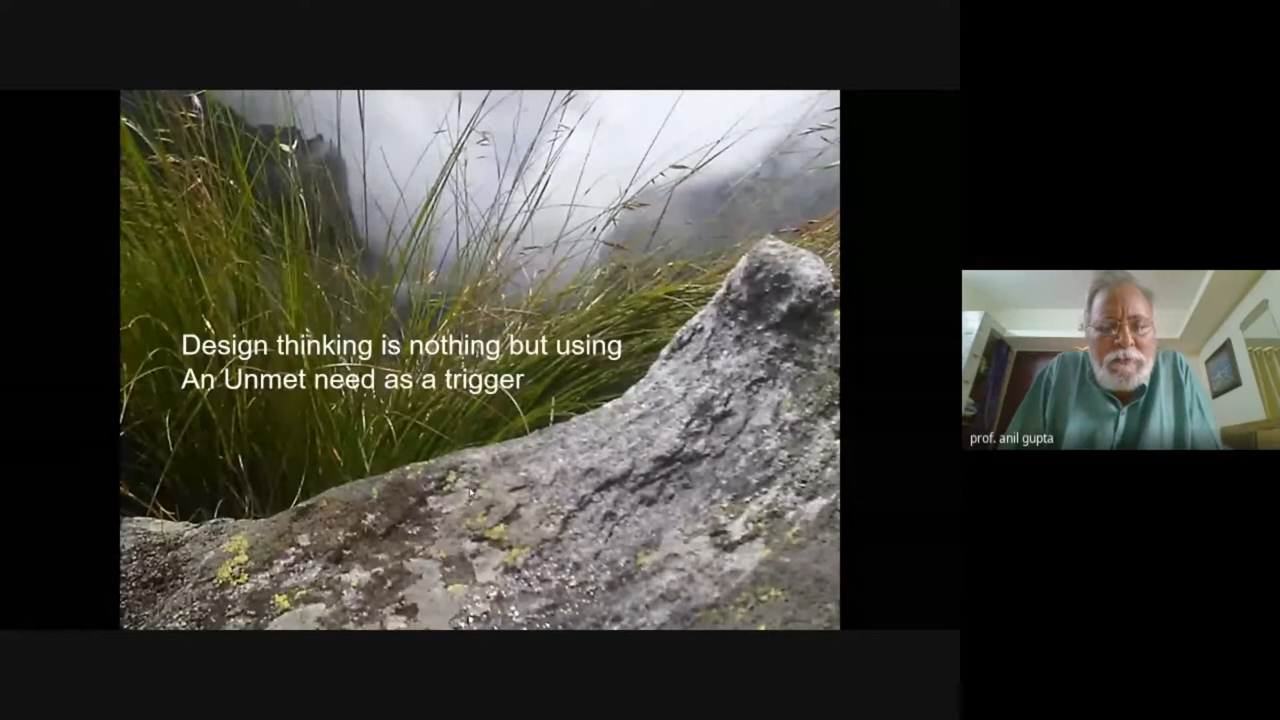 Design thinking is nothing but using
An Unmet need as a trigger
prof. anil gupta